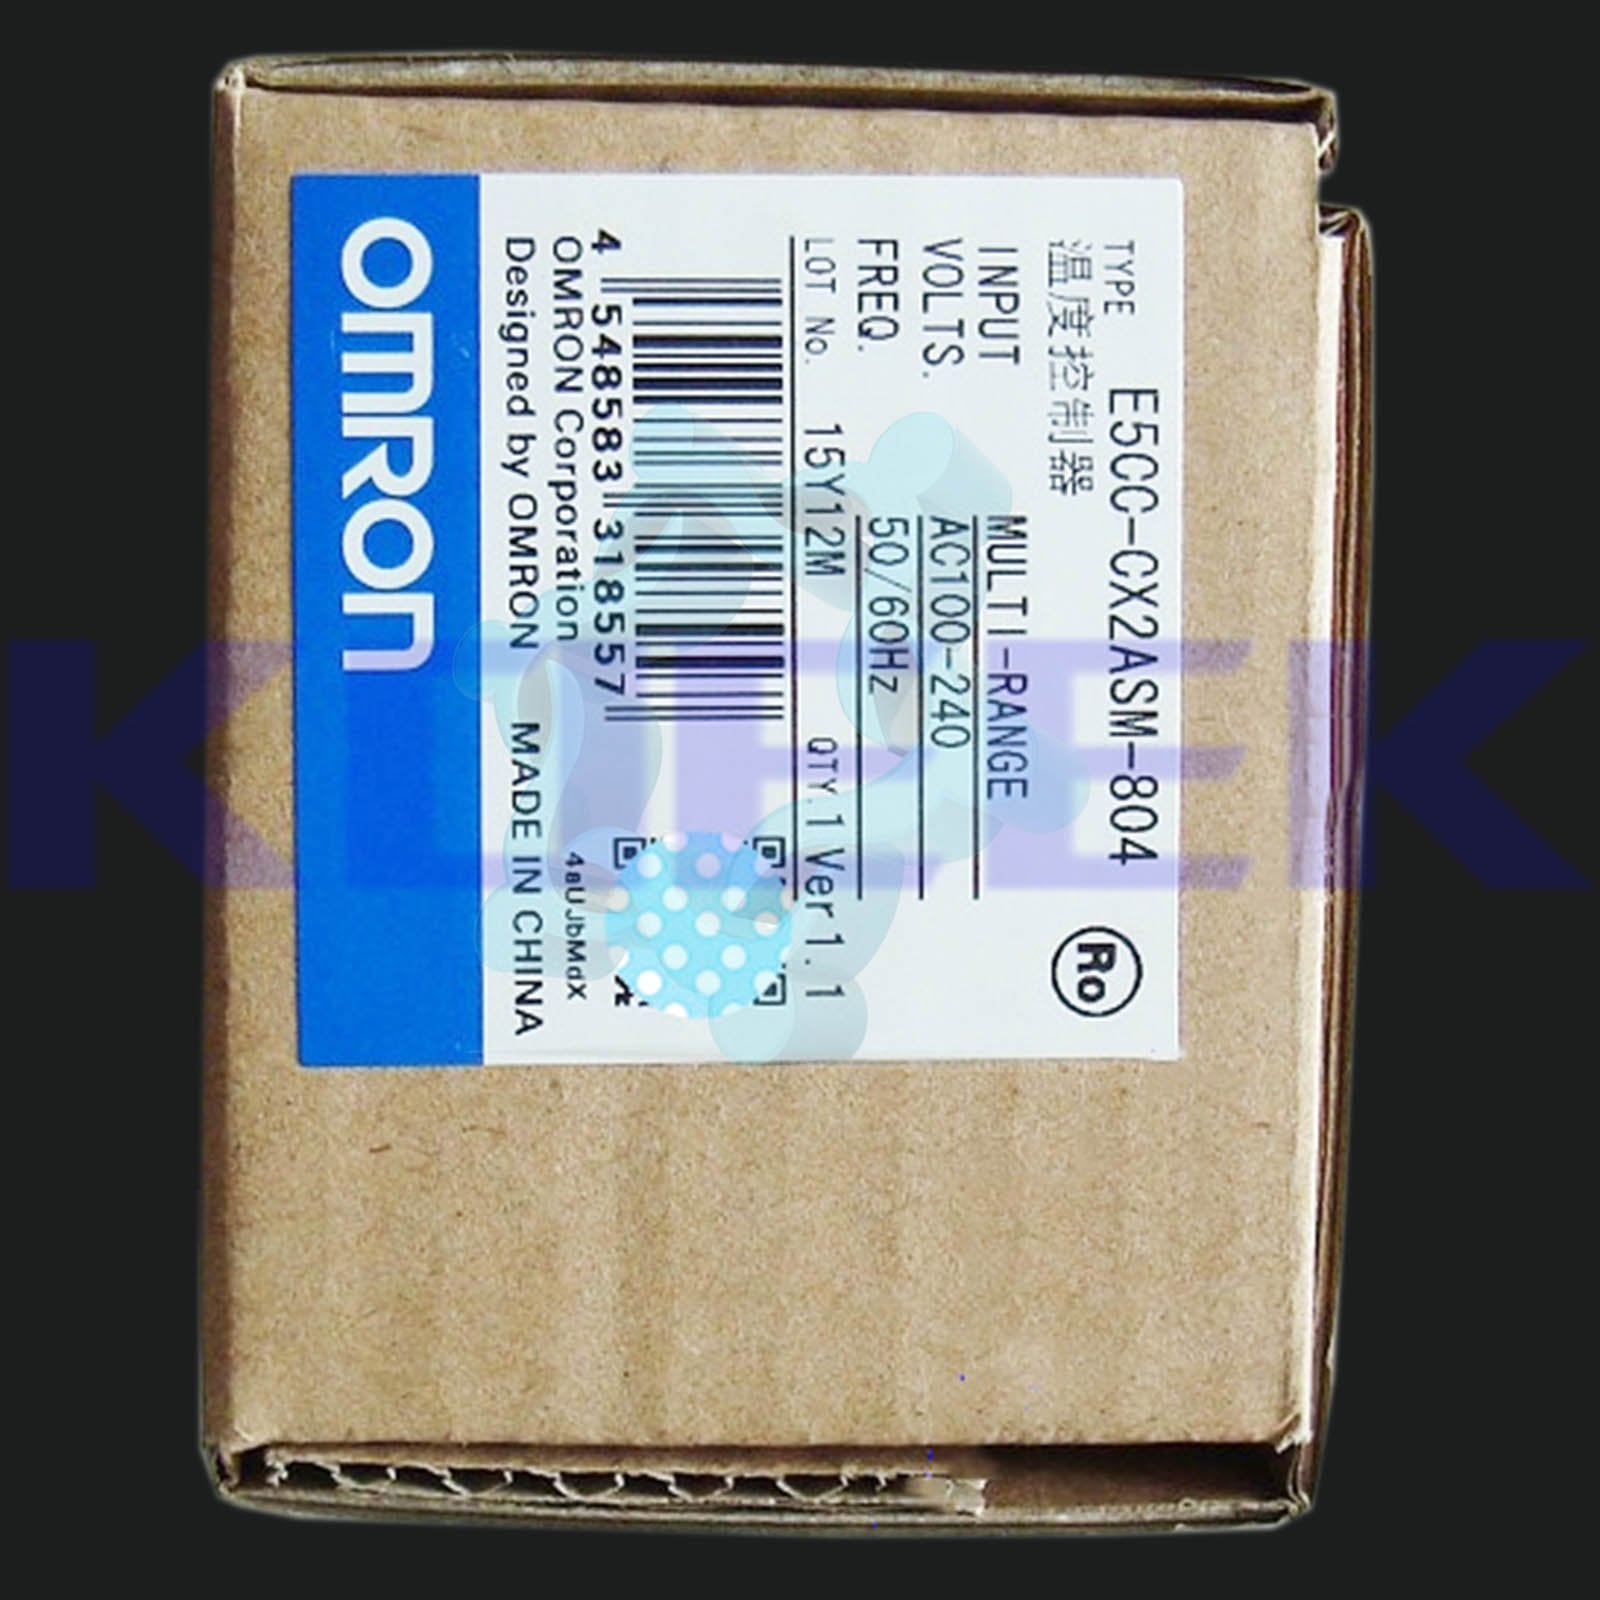 TYPE E5CC-CX2ASM-804
温度控制器
Ro
INPUT MULTI-RANGE
VOLTS. AC100-240
FREQ. 50/60Hz
LOT No. 15Y12M QTY.1 Ver1.1
4 548583 318557
4aUJbMdX
OMRON Corporation
Designed by OMRON MADE IN CHINA
OMRON